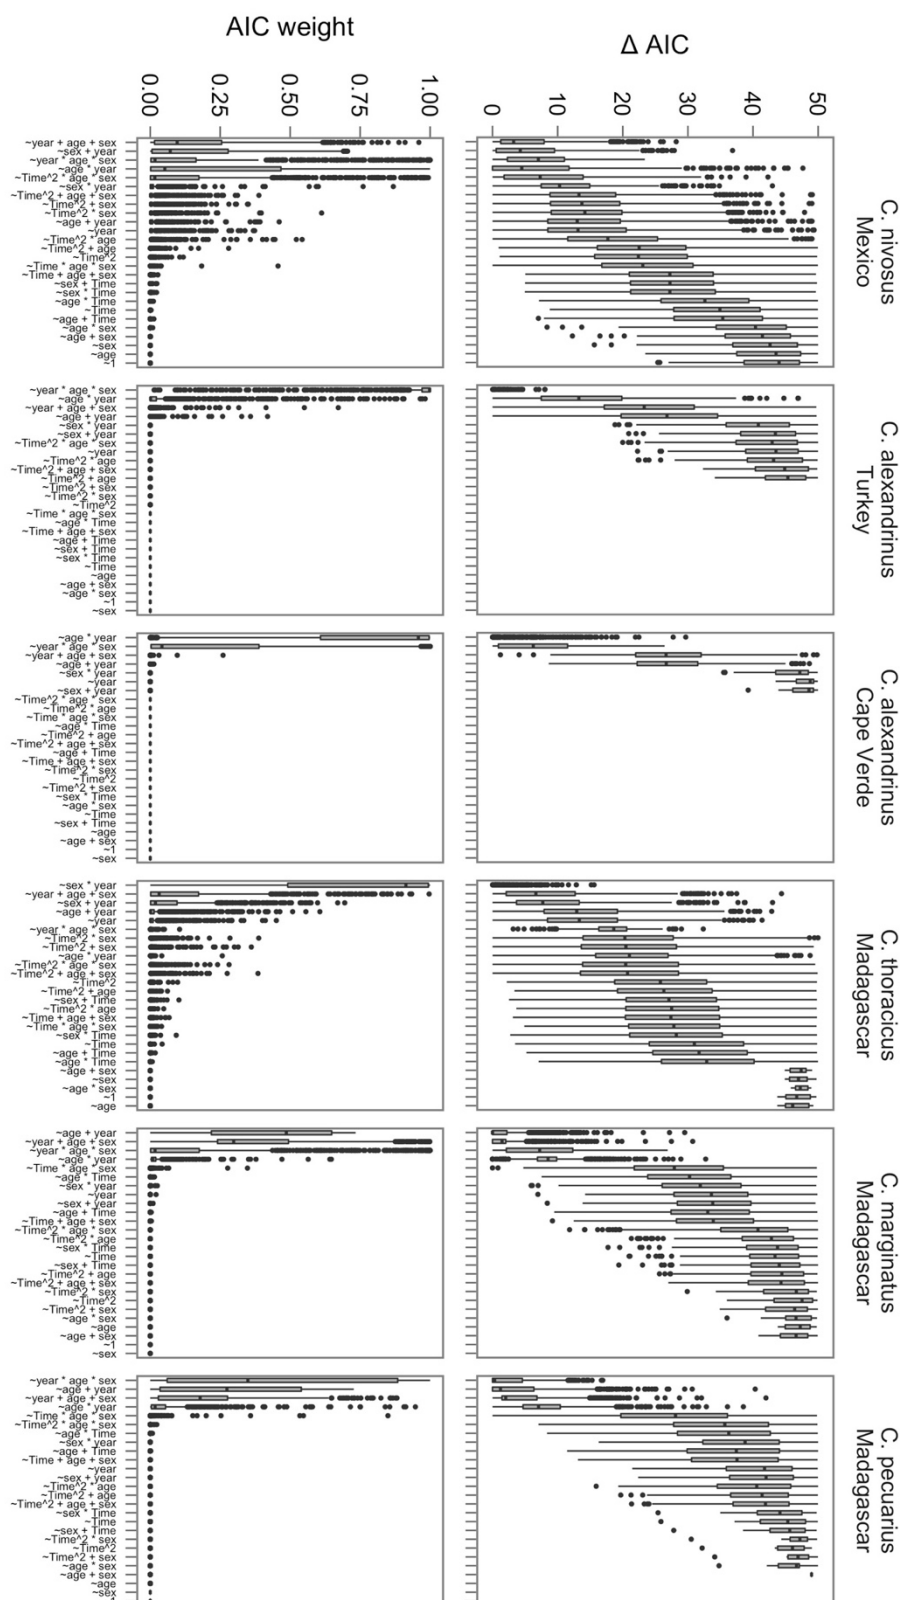 AIC weight
Δ AIC
0.00
0.25
0.50
0.75
1.00
0
10
20
30
40
50
C. nivosus
Mexico
~year + age + sex
~sex + year
~year * age * sex
~age * year
~Time^2 * age * sex
~sex * year
~Time^2 + age + sex
~Time^2 + sex
~Time^2 * sex
~age + year
~year
~Time^2 * age
~Time^2 + age
~Time^2
~Time * age * sex
~Time + age + sex
~sex + Time
~sex * Time
~age * Time
~Time
~age + Time
~age * sex
~age + sex
~sex
~age
~1
C. alexandrinus
Turkey
~year * age * sex
~age * year
~year + age + sex
~age + year
~sex * year
~sex + year
~Time^2 * age * sex
~year
~Time^2 * age
~Time^2 + age + sex
~Time^2 + age
~Time^2 + sex
~Time^2 * sex
~Time^2
~Time * age * sex
~age * Time
~Time + age + sex
~age + Time
~sex + Time
~sex * Time
~Time
~age
~age + sex
~age * sex
~1
~sex
C. alexandrinus
Cape Verde
~age * year
~year * age * sex
~year + age + sex
~age + year
~sex * year
~year
~sex + year
~Time^2 * age * sex
~Time^2 * age
~Time * age * sex
~age * Time
~Time^2 + age
~Time^2 + age + sex
~age + Time
~Time + age + sex
~Time^2 * sex
~Time^2
~Time^2 + sex
~sex * Time
~age * sex
~Time
~sex + Time
~age
~age + sex
~1
~sex
C. thoracicus
Madagascar
~sex * year
~year + age + sex
~sex + year
~age + year
~year
~year * age * sex
~Time^2 * sex
~Time^2 + sex
~age * year
~Time^2 * age * sex
~Time^2 + age + sex
~Time^2
~Time^2 + age
~sex + Time
~Time^2 * age
~Time + age + sex
~Time * age * sex
~sex * Time
~Time
~age + Time
~age * Time
~age + sex
~sex
~age * sex
~1
~age
C. marginatus
Madagascar
~age + year
~year + age + sex
~year * age * sex
~age * year
~Time * age * sex
~age * Time
~sex * year
~year
~sex + year
~age + Time
~Time + age + sex
~Time^2 * age * sex
~Time^2 * age
~sex * Time
~Time
~sex + Time
~Time^2 + age
~Time^2 + age + sex
~Time^2 * sex
~Time^2
~Time^2 + sex
~age * sex
~age
~age + sex
~1
~sex
C. pecuarius
Madagascar
~year * age * sex
~age + year
~year + age + sex
~age * year
~Time * age * sex
~Time^2 * age * sex
~age * Time
~sex * year
~age + Time
~Time + age + sex
~year
~sex + year
~Time^2 * age
~Time^2 + age
~Time^2 + age + sex
~sex * Time
~Time
~sex + Time
~Time^2 * sex
~Time^2
~Time^2 + sex
~age * sex
~age + sex
~age
~sex